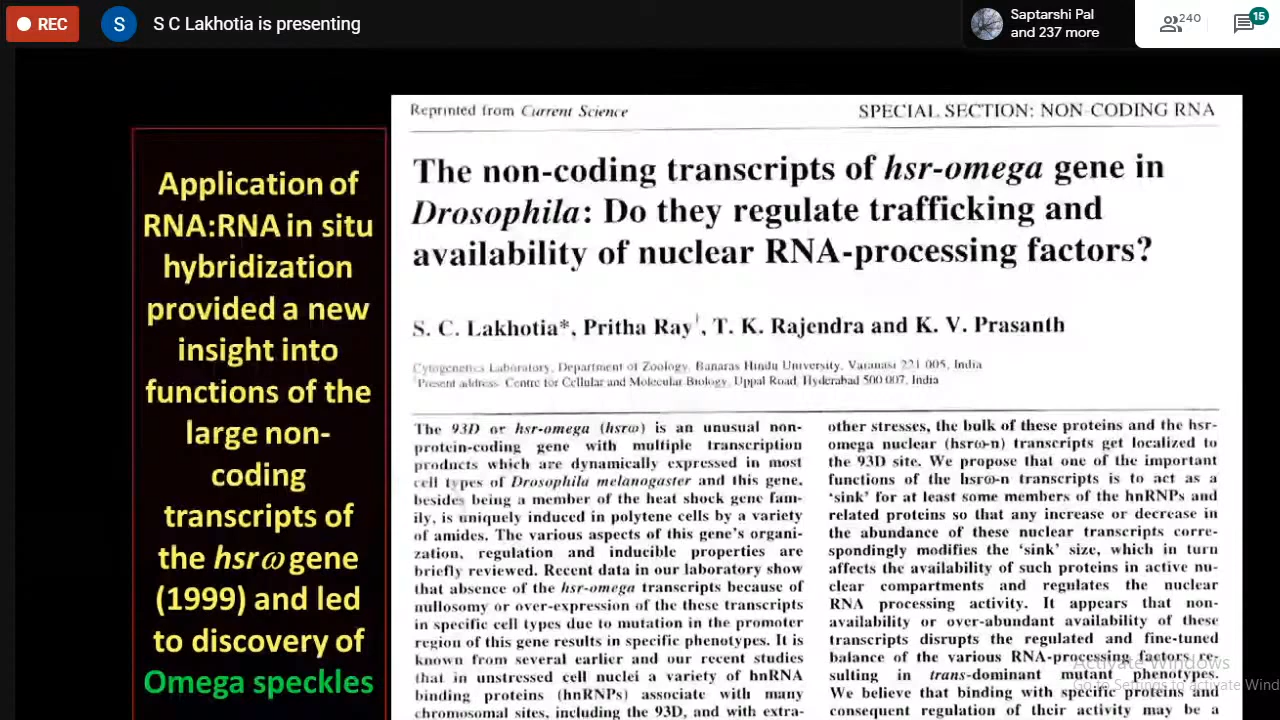 REC
S
S C Lakhotia is presenting
Saptarshi Pal
and 237 more
240
15
Application of
RNA:RNA in situ
hybridization
provided a new
insight into
functions of the
large non-
coding
transcripts of
the hsrω gene
(1999) and led
to discovery of
Omega speckles
Reprinted from Current Science
SPECIAL SECTION: NON-CODING RNA
The non-coding transcripts of hsr-omega gene in
Drosophila: Do they regulate trafficking and
availability of nuclear RNA-processing factors?
S. C. Lakhotia*, Pritha Ray†, T. K. Rajendra and K. V. Prasanth
Cytogenetics Laboratory, Department of Zoology, Banaras Hindu University, Varanasi 221 005, India
†Present address: Centre for Cellular and Molecular Biology, Uppal Road, Hyderabad 500 007, India
The 93D or hsr-omega (hsrω) is an unusual non-
protein-coding gene with multiple transcription
products which are dynamically expressed in most
cell types of Drosophila melanogaster and this gene,
besides being a member of the heat shock gene fam-
ily, is uniquely induced in polytene cells by a variety
of amides. The various aspects of this gene's organi-
zation, regulation and inducible properties are
briefly reviewed. Recent data in our laboratory show
that absence of the hsr-omega transcripts because of
nullosomy or over-expression of the these transcripts
in specific cell types due to mutation in the promoter
region of this gene results in specific phenotypes. It is
known from several earlier and our recent studies
that in unstressed cell nuclei a variety of hnRNA
binding proteins (hnRNPs) associate with many
chromosomal sites, including the 93D, and with extra-
other stresses, the bulk of these proteins and the hsr-
omega nuclear (hsrω-n) transcripts get localized to
the 93D site. We propose that one of the important
functions of the hsrω-n transcripts is to act as a
'sink' for at least some members of the hnRNPs and
related proteins so that any increase or decrease in
the abundance of these nuclear transcripts corre-
spondingly modifies the 'sink' size, which in turn
affects the availability of such proteins in active nu-
clear compartments and regulates the nuclear
RNA processing activity. It appears that non-
availability or over-abundant availability of these
transcripts disrupts the regulated and fine-tuned
balance of the various RNA-processing factors, re-
sulting in trans-dominant mutant phenotypes.
We believe that binding with specific proteins and
consequent regulation of their activity may be a
Activate Windows
Go to Settings to activate Wind